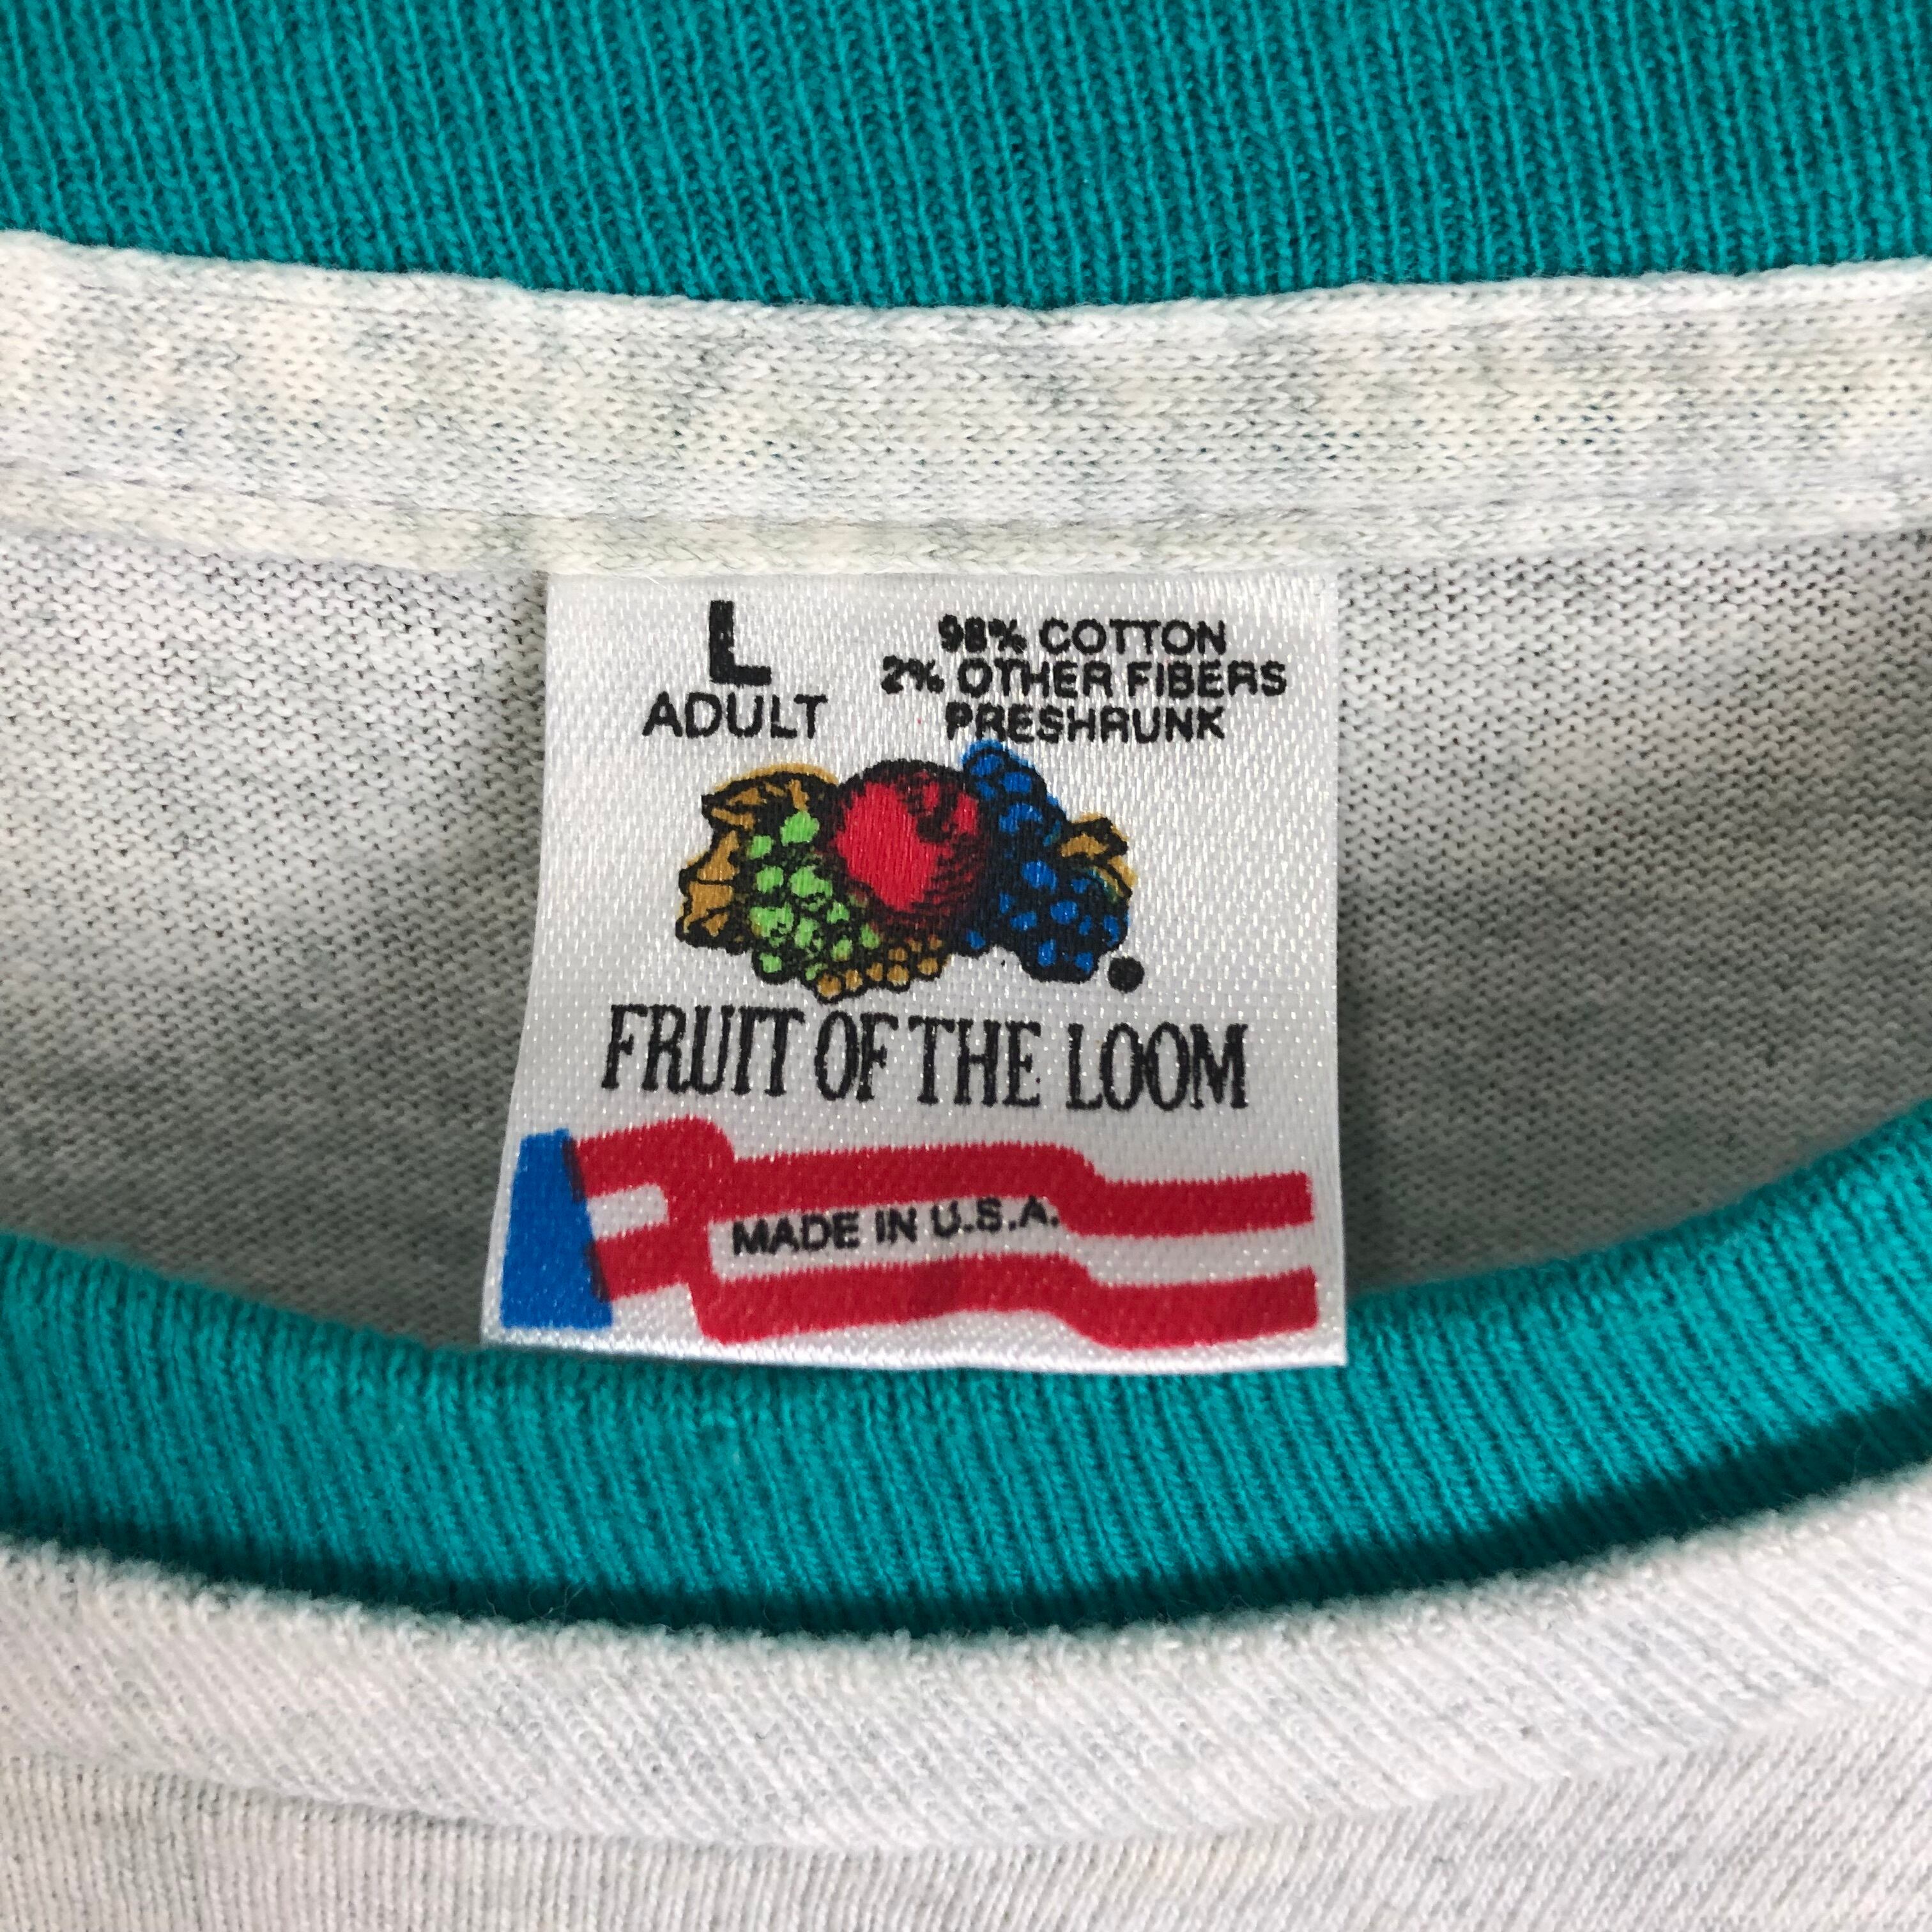 L
ADULT
98% COTTON
2% OTHER FIBERS
PRESHRUNK
FRUIT OF THE LOOM
MADE IN U.S.A.